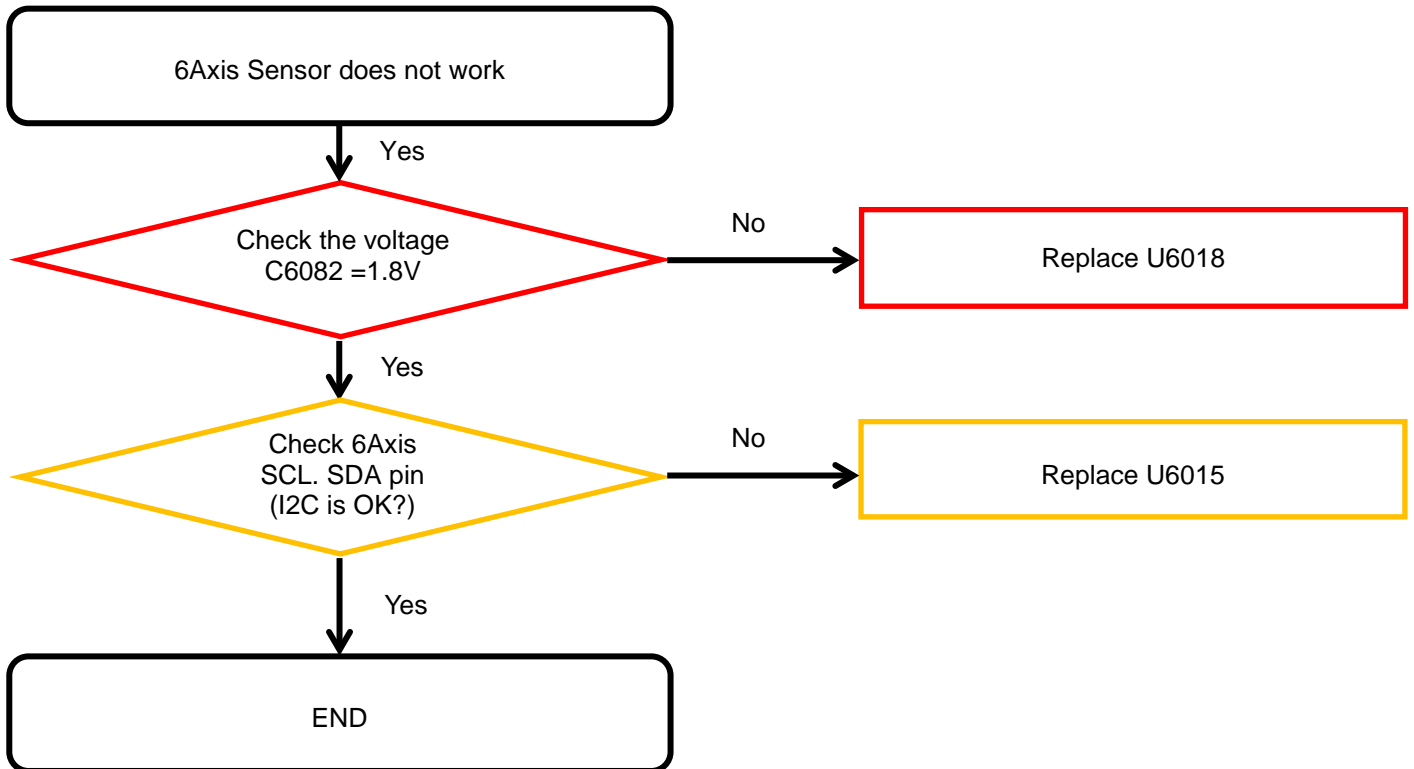 6Axis Sensor does not work
Yes
Check the voltage
C6082 =1.8V
No
Replace U6018
Yes
Check 6Axis
SCL. SDA pin
(I2C is OK?)
No
Replace U6015
Yes
END